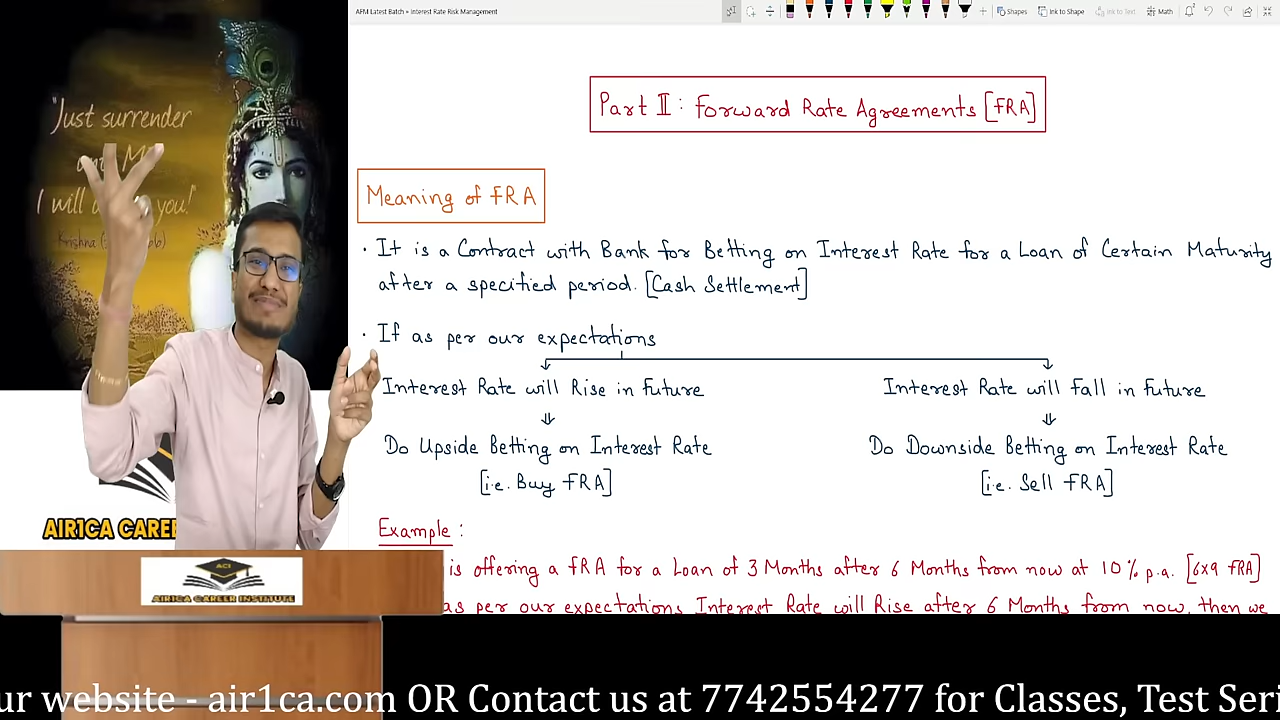 AFM Latest Batch » Interest Rate Risk Management
Shapes
Ink to Shape
Ink to Text
Math
Part II : Forward Rate Agreements [FRA]
"Just surrender
I will
you!"
Krishna
Meaning of FRA
· It is a Contract with Bank for Betting on Interest Rate for a Loan of Certain Maturity
after a specified period. [Cash Settlement]
· If as per our expectations
Interest Rate will Rise in Future
Interest Rate will Fall in Future
⇓
⇓
Do Upside Betting on Interest Rate
Do Downside Betting on Interest Rate
[i.e. Buy FRA]
[i.e. Sell FRA]
Example :
is offering a FRA for a Loan of 3 Months after 6 Months from now at 10% p.a. [6x9 FRA]
as per our expectations Interest Rate will Rise after 6 Months from now, then we
AIR1CA CAREE
ACI
AIR1CA CAREER INSTITUTE
ur website - air1ca.com OR Contact us at 7742554277 for Classes, Test Seri